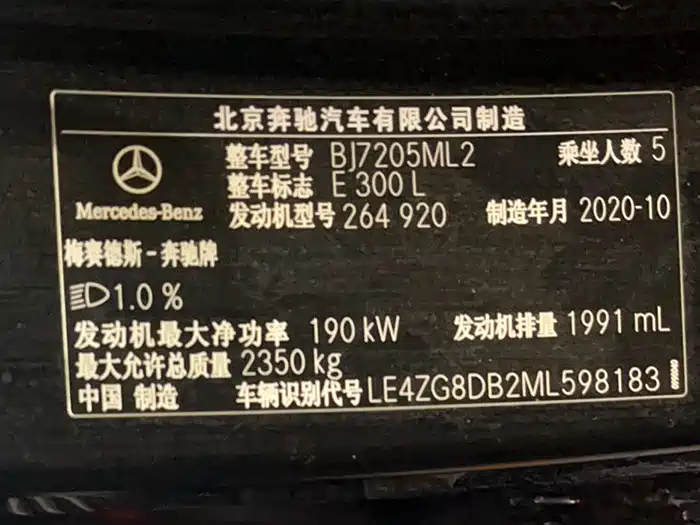 北京奔驰汽车有限公司制造
整车型号 BJ7205ML2 乘坐人数 5
整车标志 E 300 L
Mercedes-Benz 发动机型号 264 920 制造年月 2020-10
梅赛德斯-奔驰牌
1.0 %
发动机最大净功率 190 kW 发动机排量 1991 mL
最大允许总质量 2350 kg
中国 制造 车辆识别代号 LE4ZG8DB2ML598183